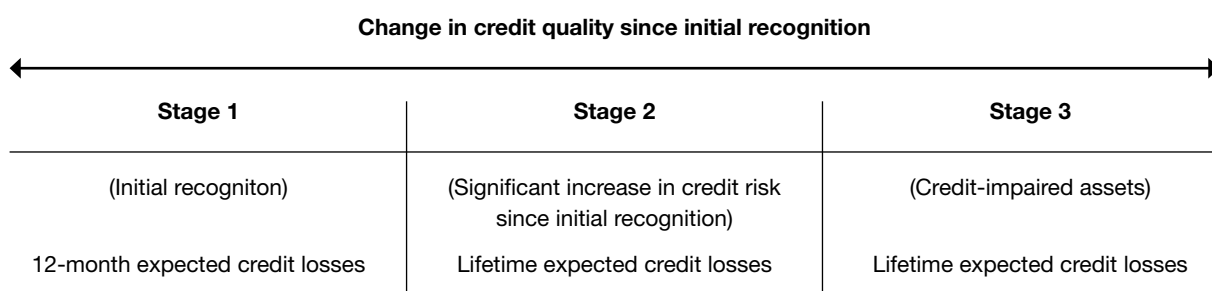 Change in credit quality since initial recognition
Stage 1
Stage 2
Stage 3
(Initial recogniton)
(Significant increase in credit risk
since initial recognition)
(Credit-impaired assets)
12-month expected credit losses
Lifetime expected credit losses
Lifetime expected credit losses